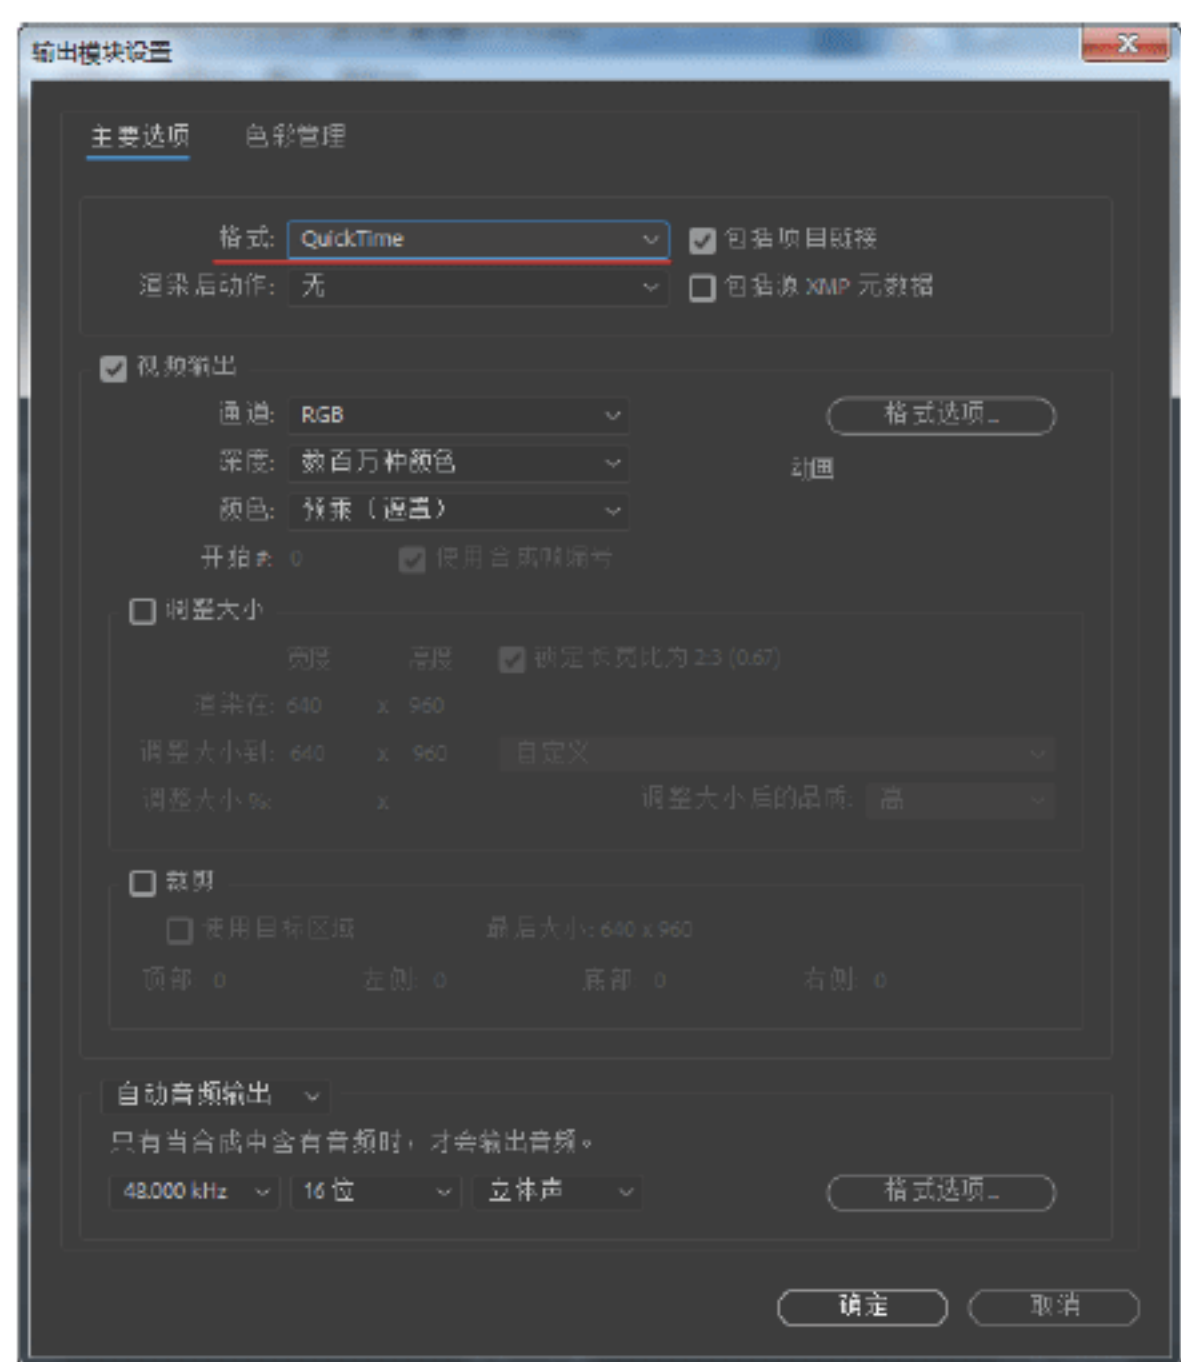 输出模块设置
主要选项 色彩管理
格式: QuickTime 包括项目链接
渲染后动作: 无 包括源 XMP 元数据
视频输出
通道: RGB 格式选项...
深度: 数百万种颜色 动画
颜色: 预乘（遮罩）
开始 #: 0 使用合成帧编号
调整大小
宽度 高度 锁定长宽比为 2:3 (0.67)
渲染在: 640 x 960
调整大小到: 640 x 960 自定义
调整大小 %: x 调整大小后的品质: 高
裁剪
使用目标区域 最后大小: 640 x 960
顶部: 0 左侧: 0 底部: 0 右侧: 0
自动音频输出
只有当合成中含有音频时，才会输出音频。
48.000 kHz 16 位 立体声 格式选项...
确定 取消